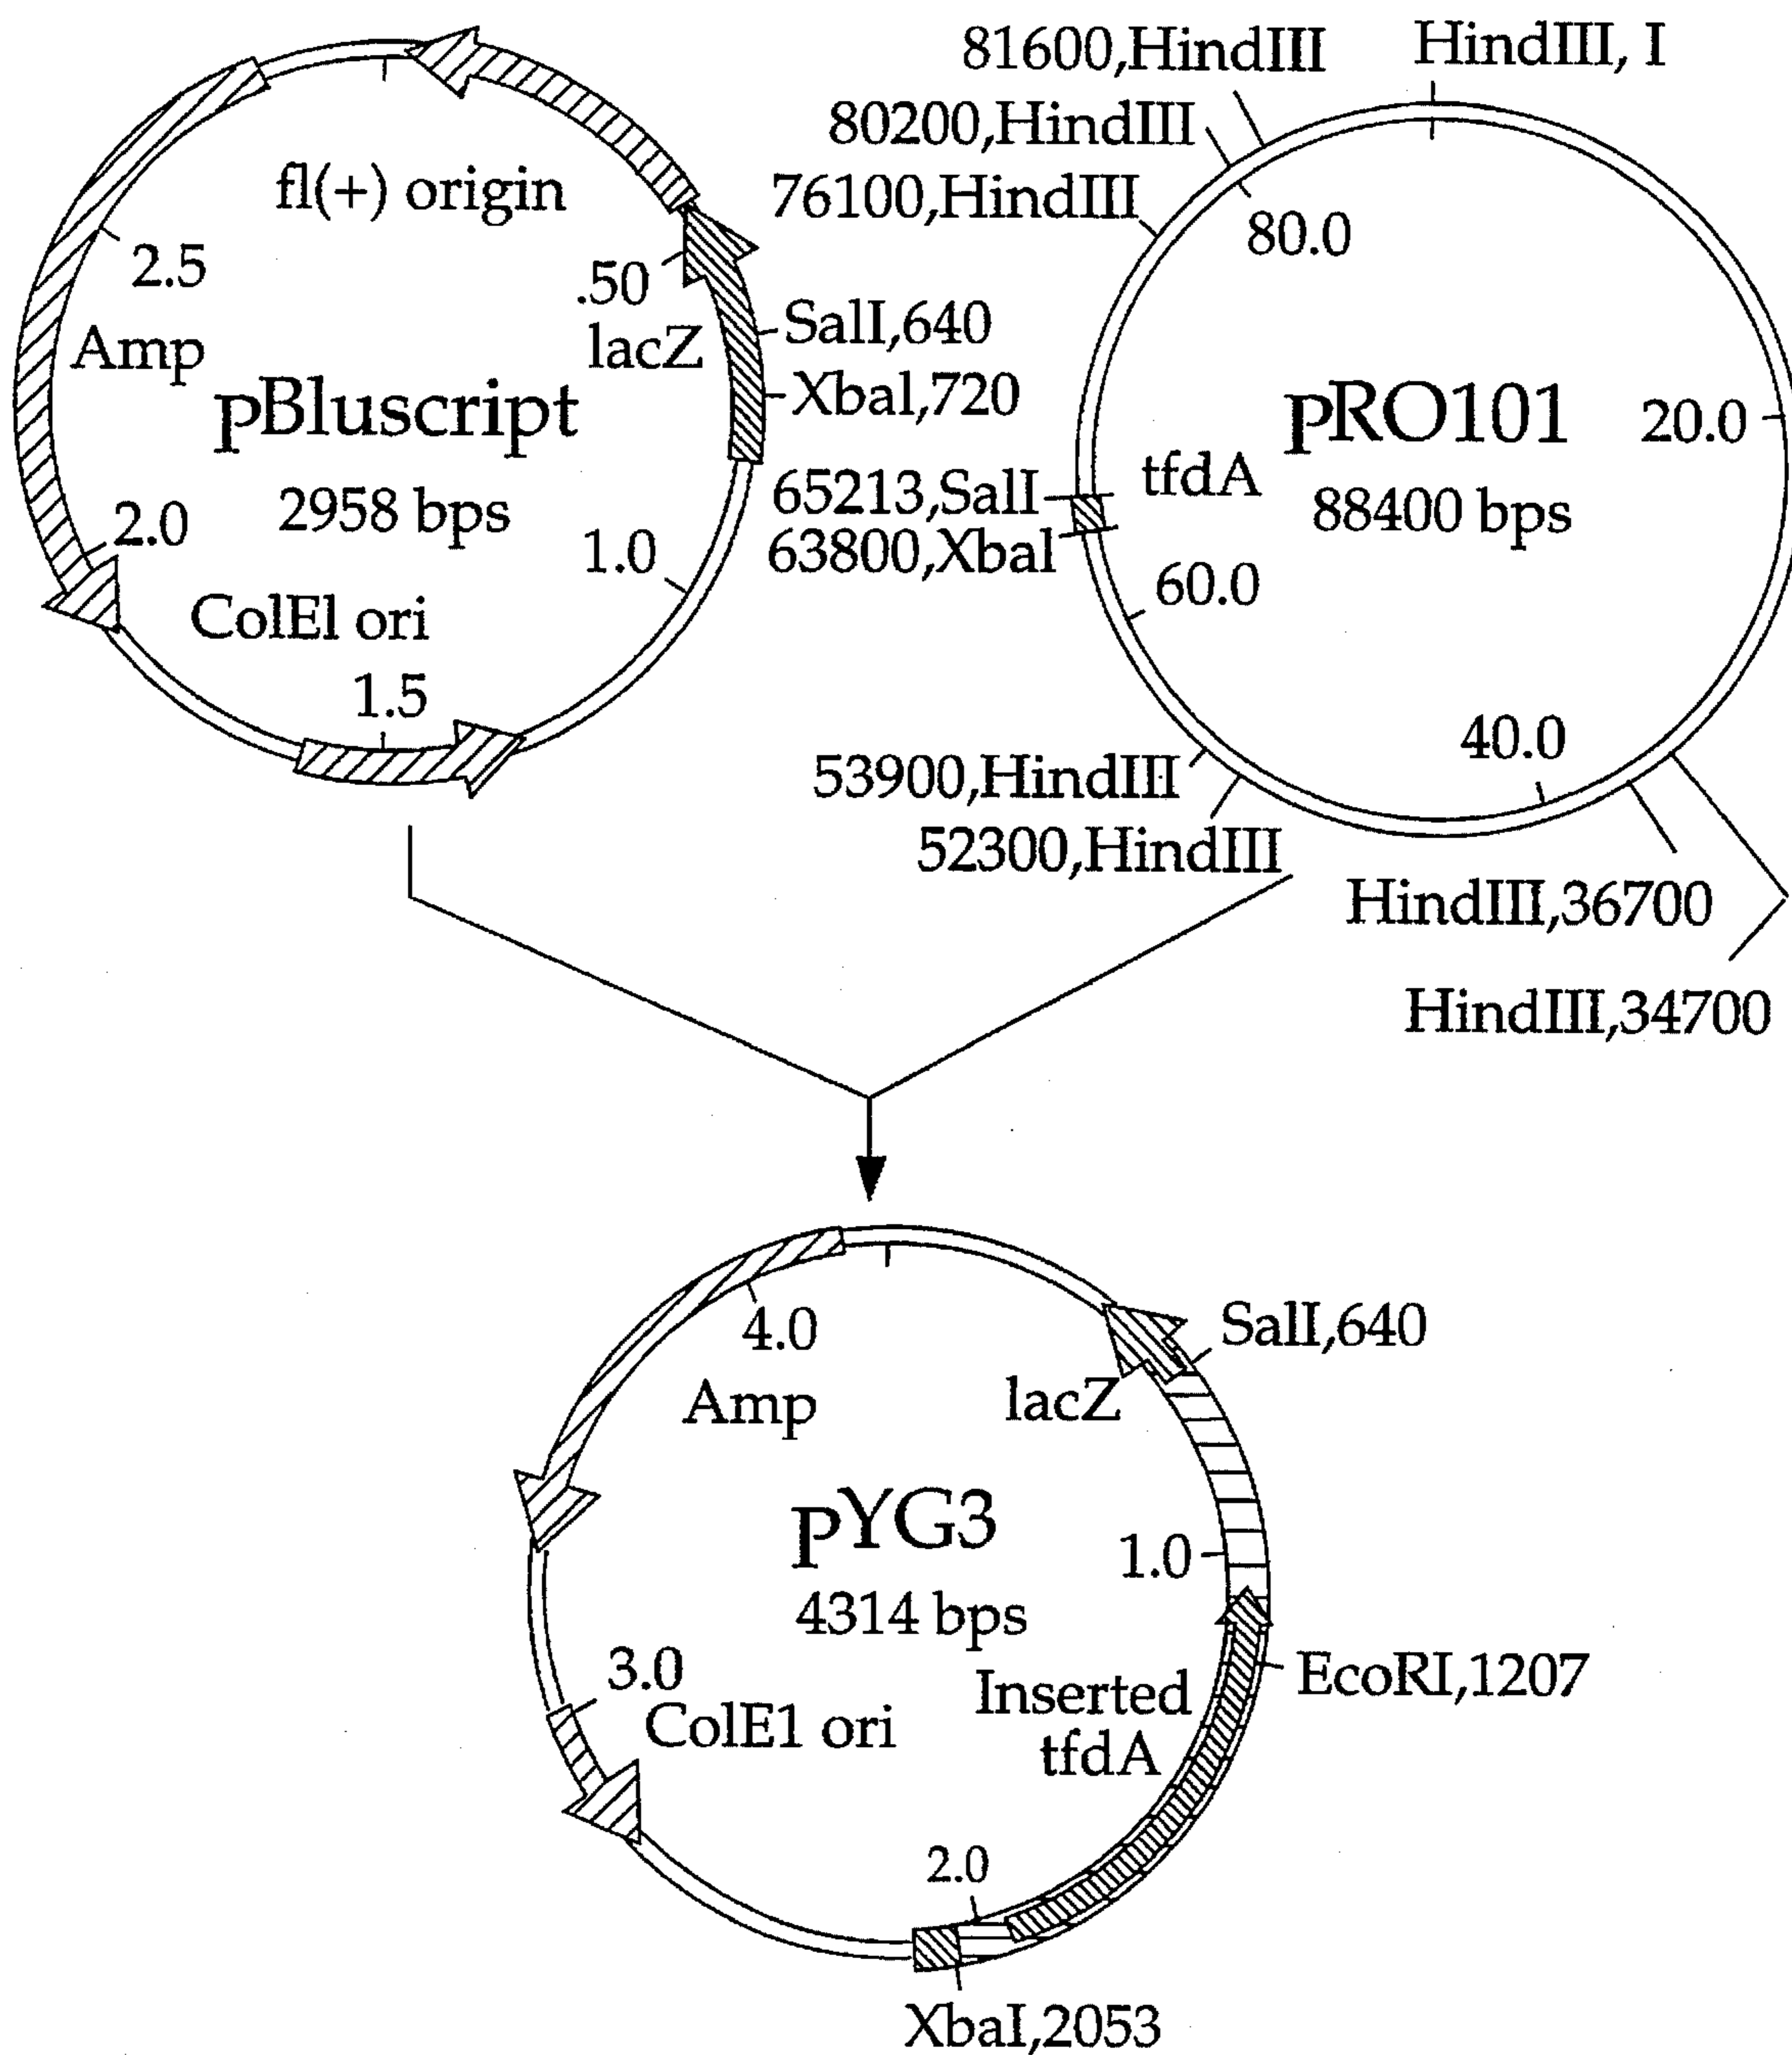 fl(+) origin
2.5
Amp
.50
lacZ
SalI,640
XbaI,720
pBluscript
2958 bps
2.0
1.0
ColEl ori
1.5
81600,HindIII
HindIII, I
80200,HindIII
76100,HindIII
80.0
pRO101
20.0
65213,SalI
tfdA
88400 bps
63800,XbaI
60.0
40.0
53900,HindIII
52300,HindIII
HindIII,36700
HindIII,34700
4.0
SalI,640
Amp
lacZ
pYG3
1.0
4314 bps
3.0
EcoRI,1207
Inserted
tfdA
ColE1 ori
2.0
XbaI,2053